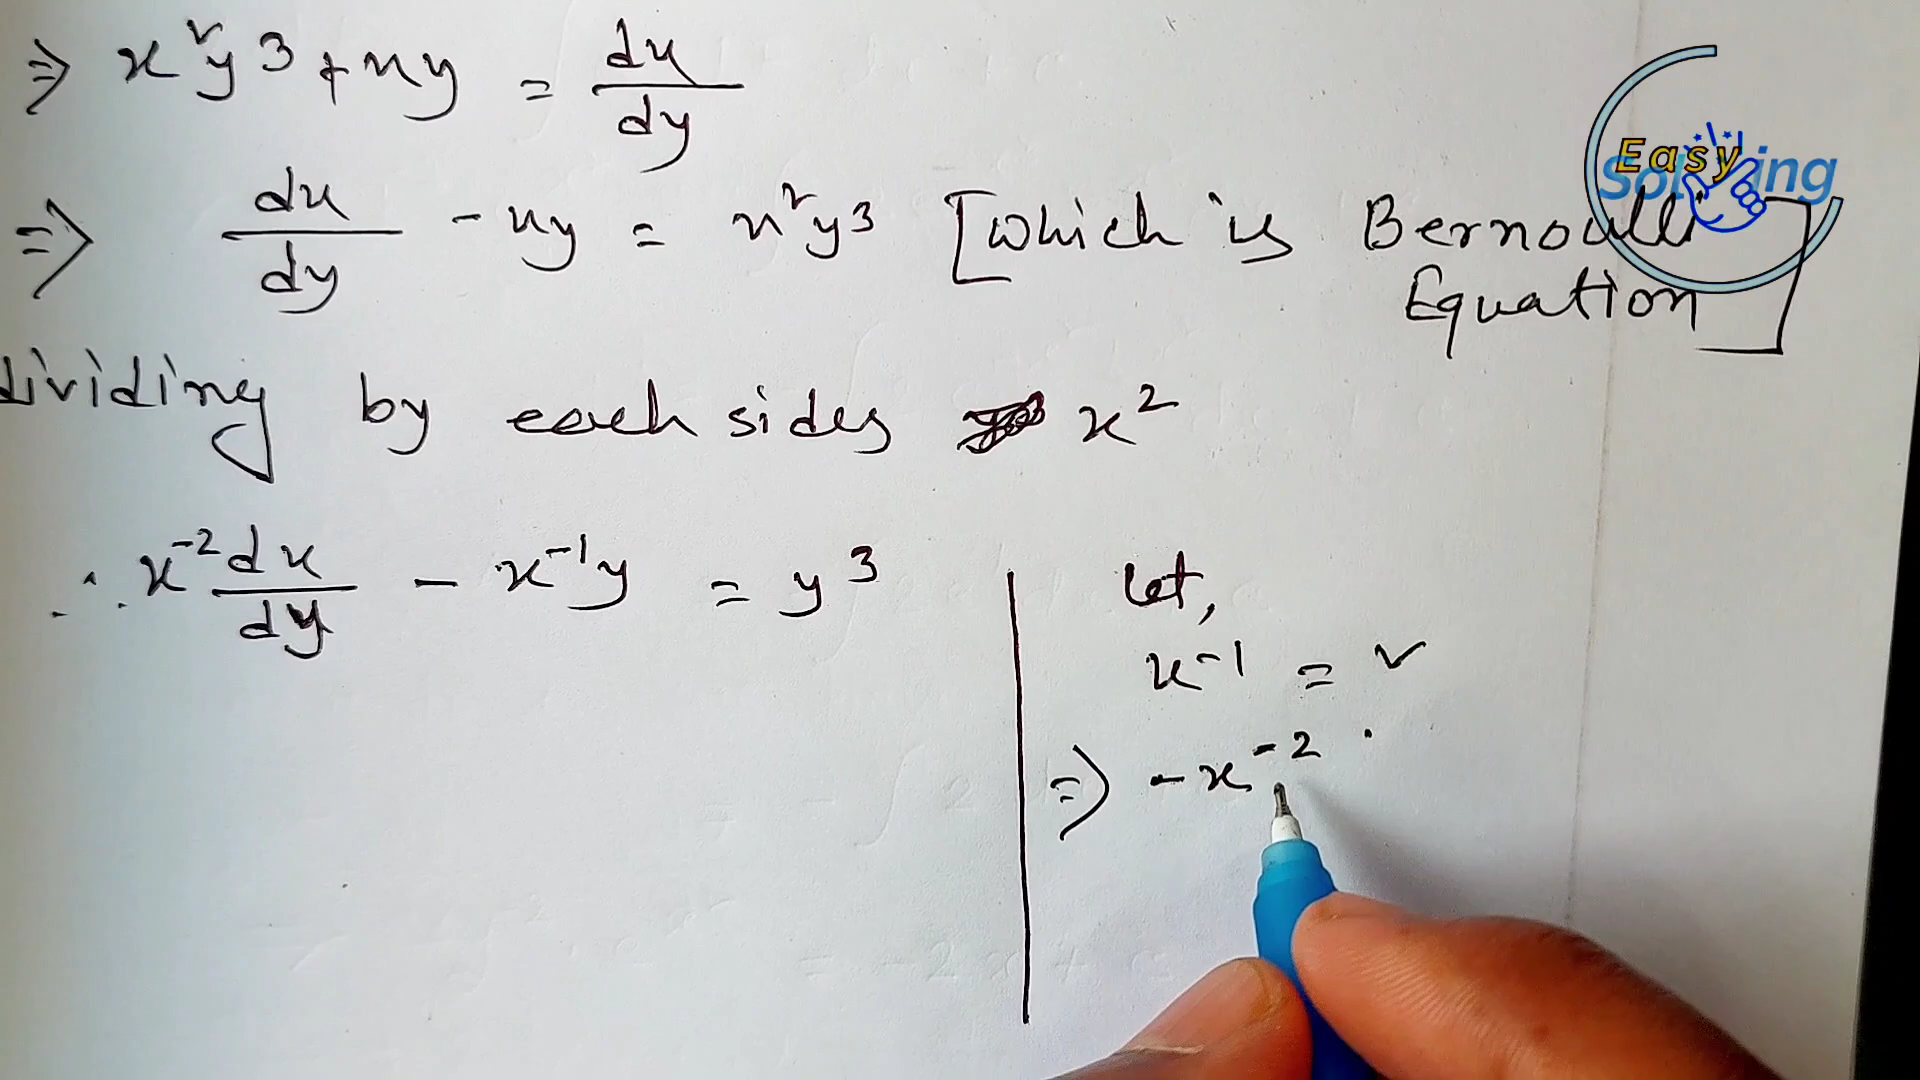 ⇒ x²y3 + xy = dx/dy
⇒ dx/dy - xy = x²y3 [which is Bernoulli
Equation]
dividing by each sides x²
∴ x⁻² dx/dy - x⁻¹y = y³
Let,
x⁻¹ = v
⇒ -x⁻²
Easy
Solving